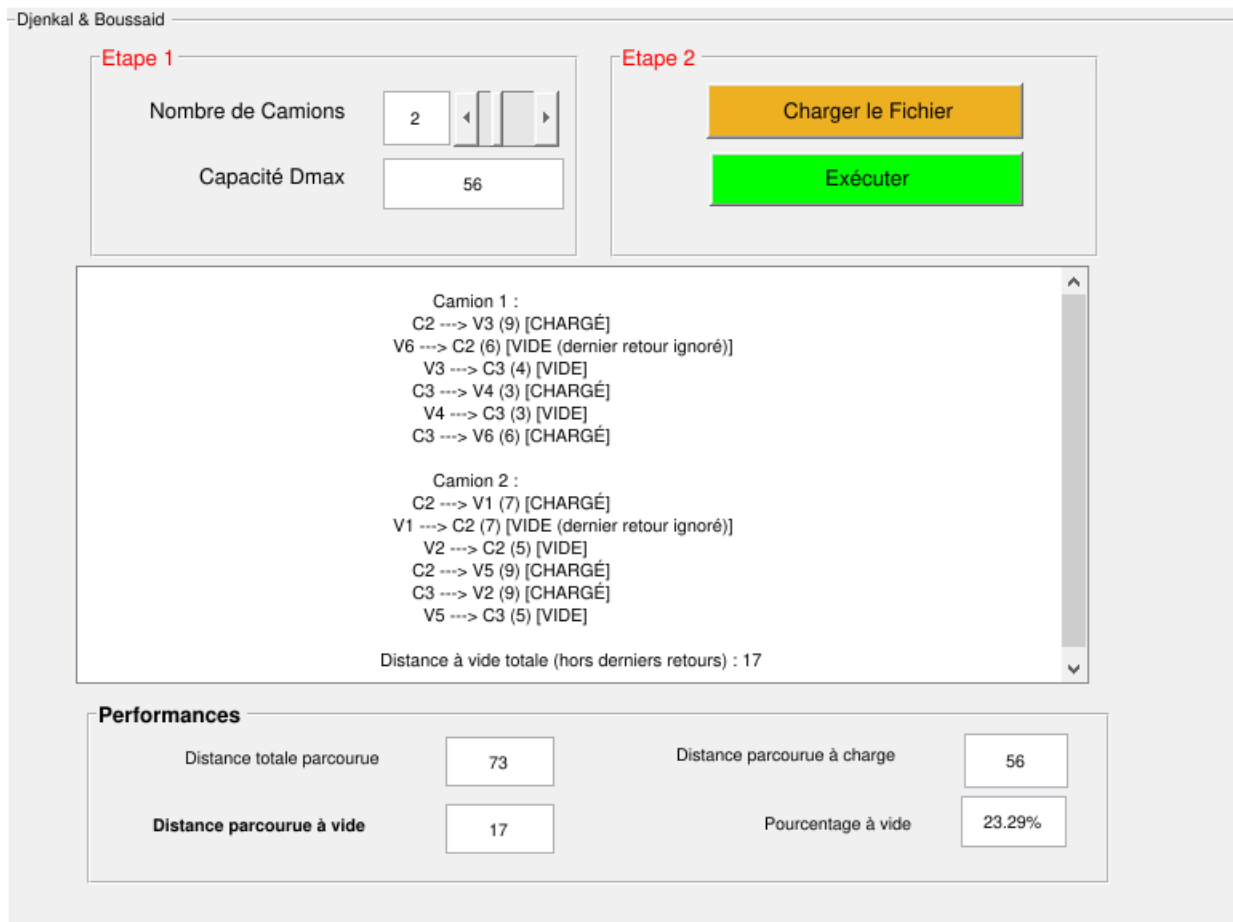 Djenkal & Boussaid
Etape 1
Nombre de Camions
2
Capacité Dmax
56
Etape 2
Charger le Fichier
Exécuter
Camion 1 :
C2 ---> V3 (9) [CHARGÉ]
V6 ---> C2 (6) [VIDE (dernier retour ignoré)]
V3 ---> C3 (4) [VIDE]
C3 ---> V4 (3) [CHARGÉ]
V4 ---> C3 (3) [VIDE]
C3 ---> V6 (6) [CHARGÉ]
Camion 2 :
C2 ---> V1 (7) [CHARGÉ]
V1 ---> C2 (7) [VIDE (dernier retour ignoré)]
V2 ---> C2 (5) [VIDE]
C2 ---> V5 (9) [CHARGÉ]
C3 ---> V2 (9) [CHARGÉ]
V5 ---> C3 (5) [VIDE]
Distance à vide totale (hors derniers retours) : 17
Performances
Distance totale parcourue
73
Distance parcourue à charge
56
Distance parcourue à vide
17
Pourcentage à vide
23.29%